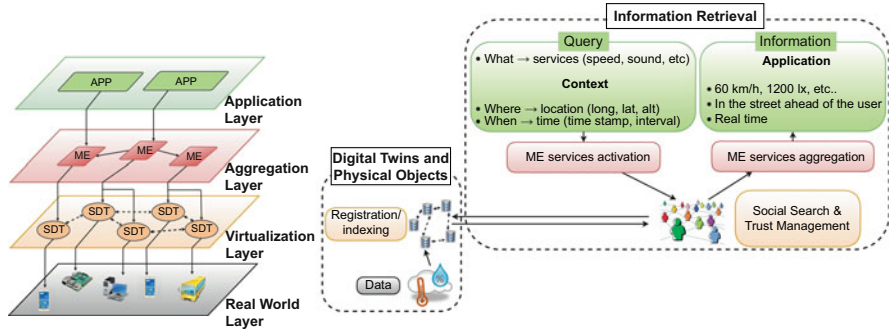 APP
APP
Application
Layer
ME
ME
ME
Aggregation
Layer
SDT
SDT
SDT
SDT
SDT
Virtualization
Layer
Real World
Layer
Digital Twins and
Physical Objects
Registration/
indexing
Data
Information Retrieval
Query
• What → services (speed, sound, etc)
Context
• Where → location (long, lat, alt)
• When → time (time stamp, interval)
ME services activation
Information
Application
• 60 km/h, 1200 lx, etc..
• In the street ahead of the user
• Real time
ME services aggregation
Social Search &
Trust Management